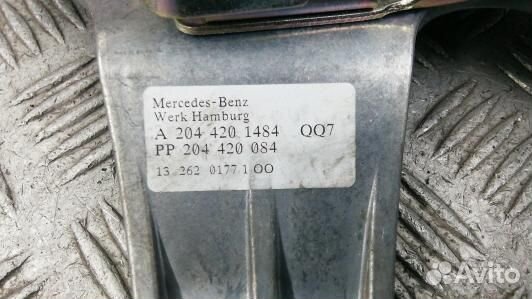 Mercedes-Benz
Werk Hamburg
A 204 420 1484 QQ7
PP 204 420 084
13 262 0177 1 OO
Avito